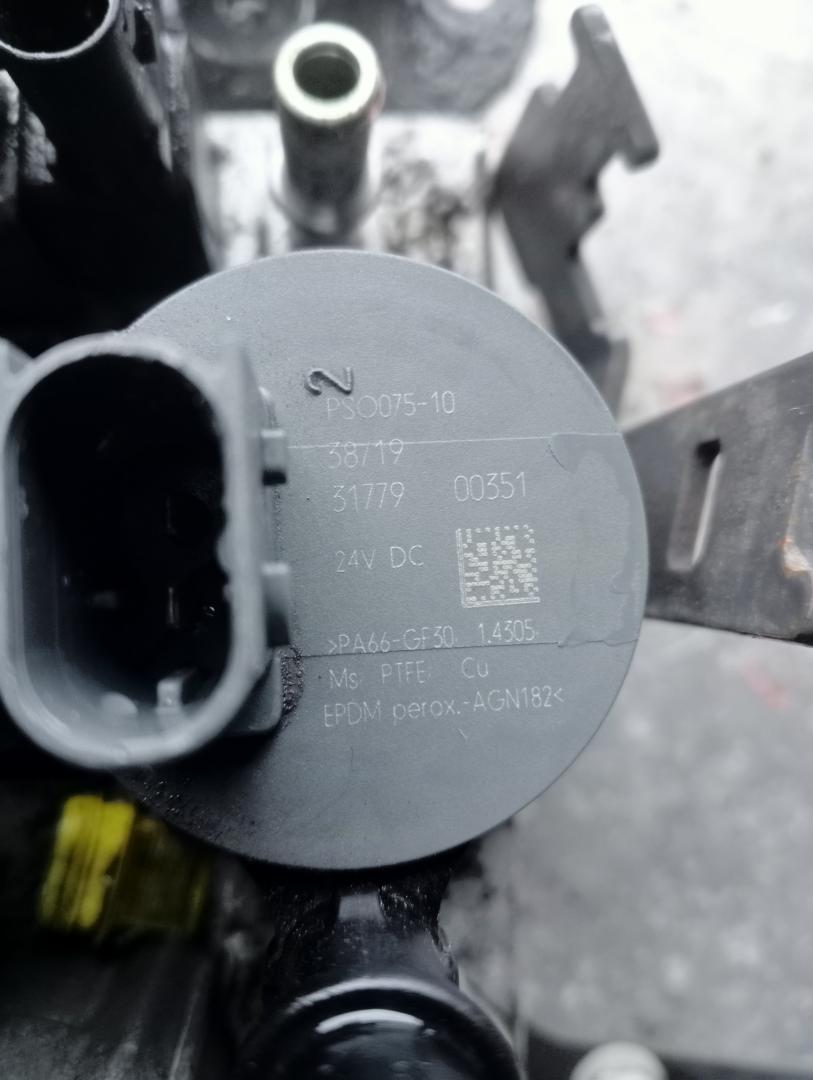 2
PSO075-10
38/19
31779 00351
24V DC
>PA66-GF30, 1.4305,
Ms, PTFE, Cu
EPDM perox.-AGN182<